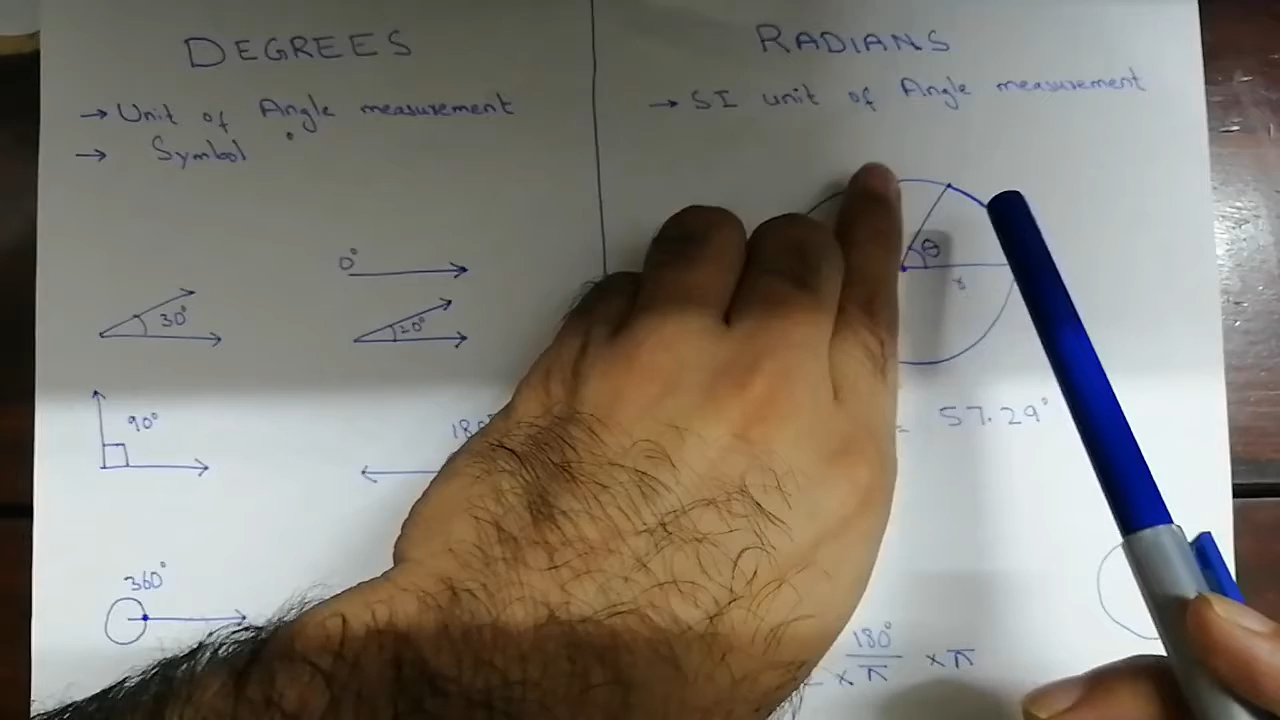 DEGREES
→ Unit of Angle measurement
→ Symbol °
0°
30°
20°
90°
180°
360°
RADIANS
→ SI unit of Angle measurement
θ
r
= 57.29°
× 180°/π × π